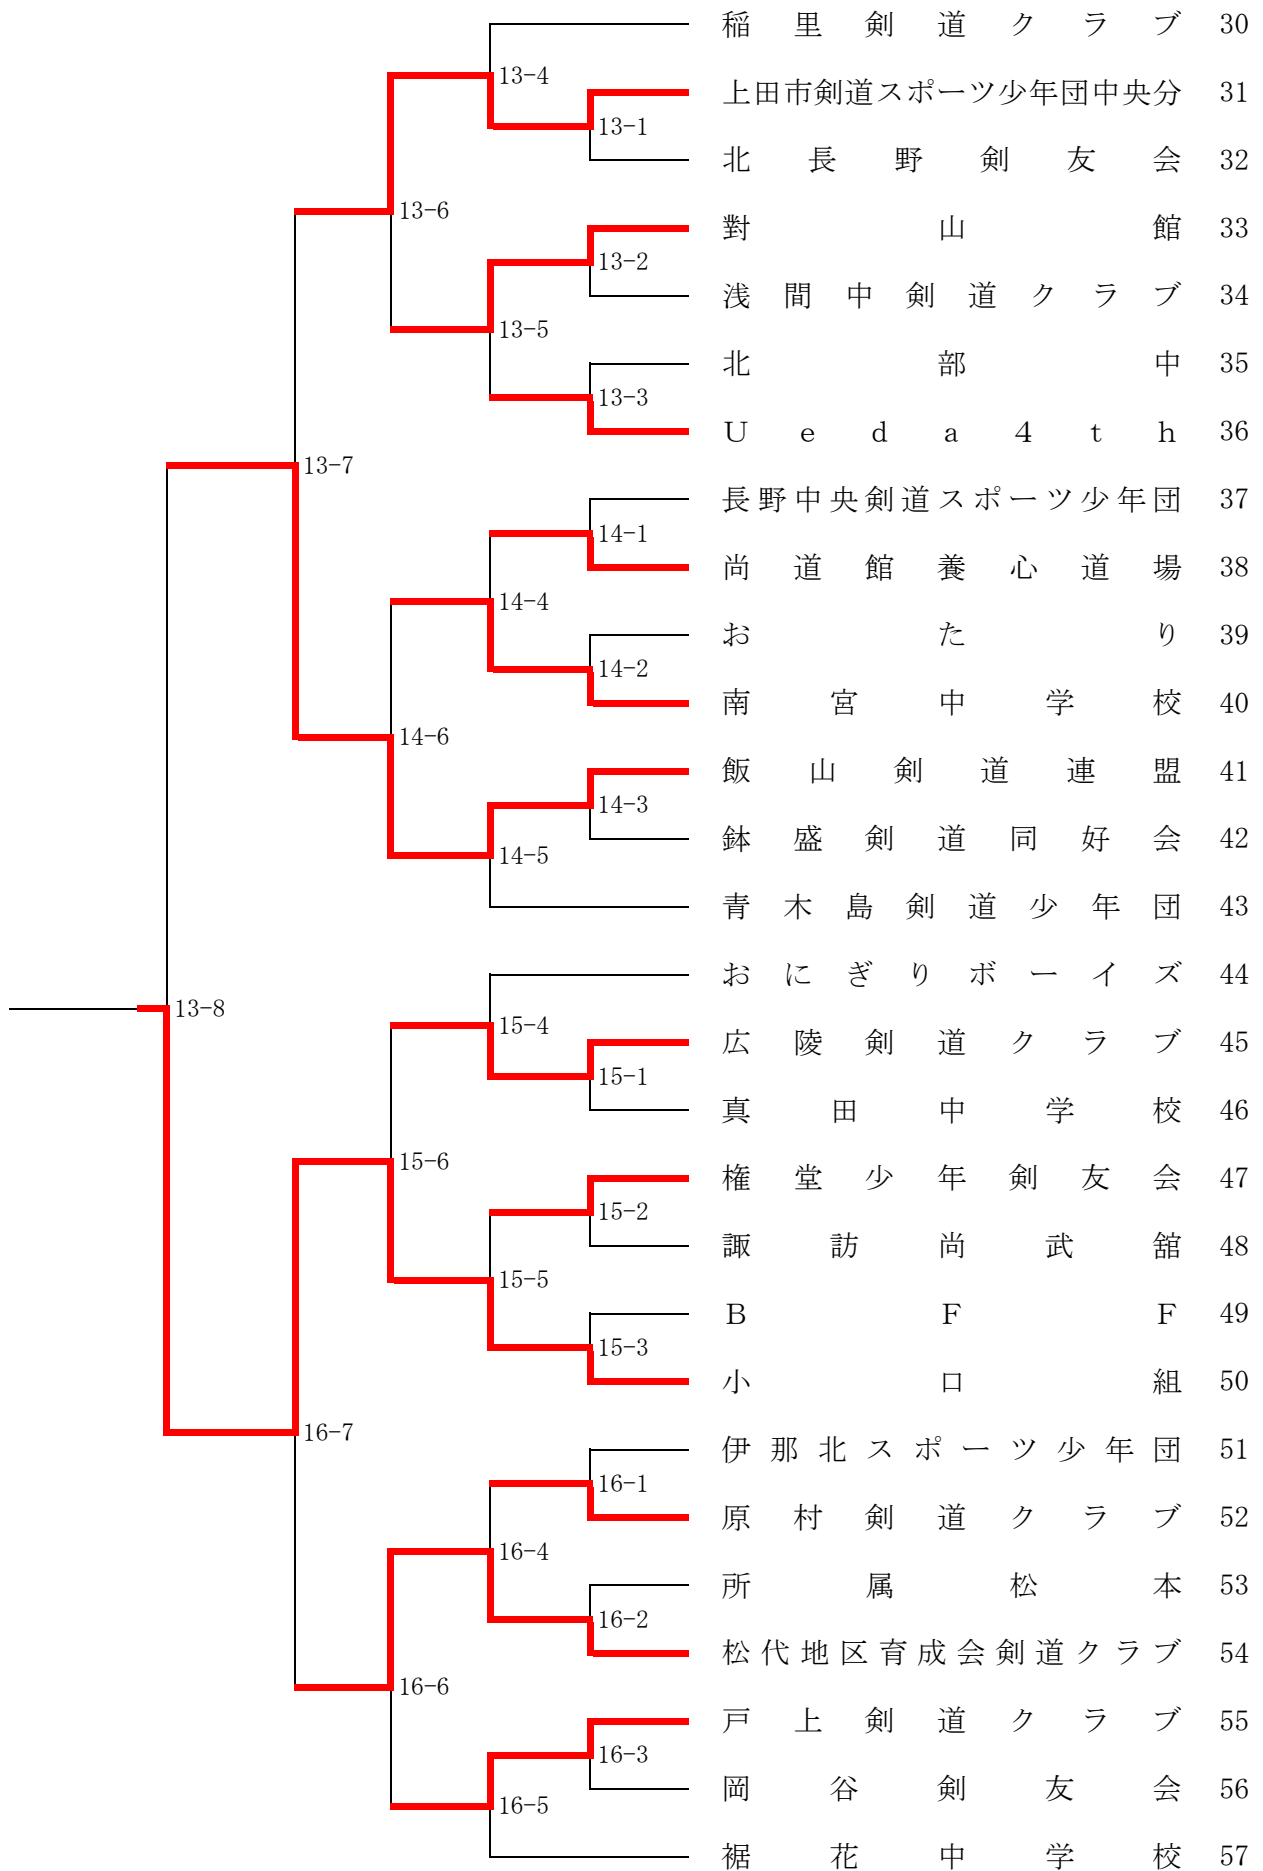 稲里剣道クラブ 30
13-4
上田市剣道スポーツ少年団中央分 31
13-1
北長野剣友会 32
13-6
對山館 33
13-2
浅間中剣道クラブ 34
13-5
北部中 35
13-3
Ueda4th 36
13-7
長野中央剣道スポーツ少年団 37
14-1
尚道館養心道場 38
14-4
おたり 39
14-2
南宮中学校 40
14-6
飯山剣道連盟 41
14-3
鉢盛剣道同好会 42
14-5
青木島剣道少年団 43
おにぎりボーイズ 44
13-8
15-4
広陵剣道クラブ 45
15-1
真田中学校 46
15-6
権堂少年剣友会 47
15-2
諏訪尚武舘 48
15-5
BFF 49
15-3
小口組 50
16-7
伊那北スポーツ少年団 51
16-1
原村剣道クラブ 52
16-4
所属松本 53
16-2
松代地区育成会剣道クラブ 54
16-6
戸上剣道クラブ 55
16-3
岡谷剣友会 56
16-5
裾花中学校 57